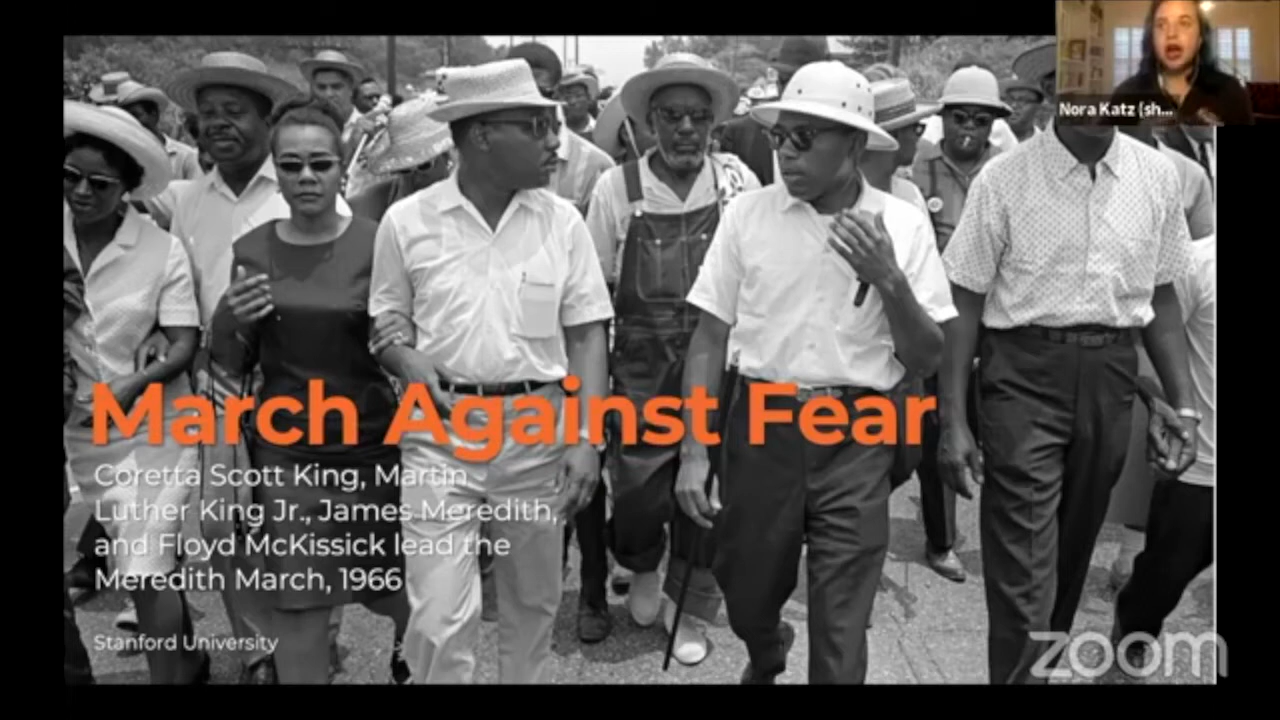 Nora Katz (sh...
March Against Fear
Coretta Scott King, Martin
Luther King Jr., James Meredith,
and Floyd McKissick lead the
Meredith March, 1966
Stanford University
zoom